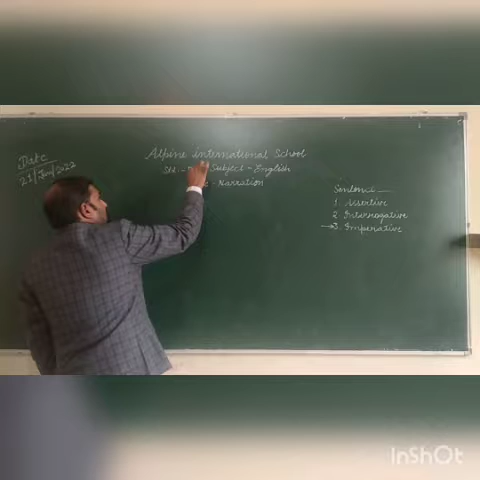 Date
21/Jan/2022
Alpine international School
Subject - English
- Narration
Sentence
1. Assertive
2. Interrogative
→3. Imperative
InShOt